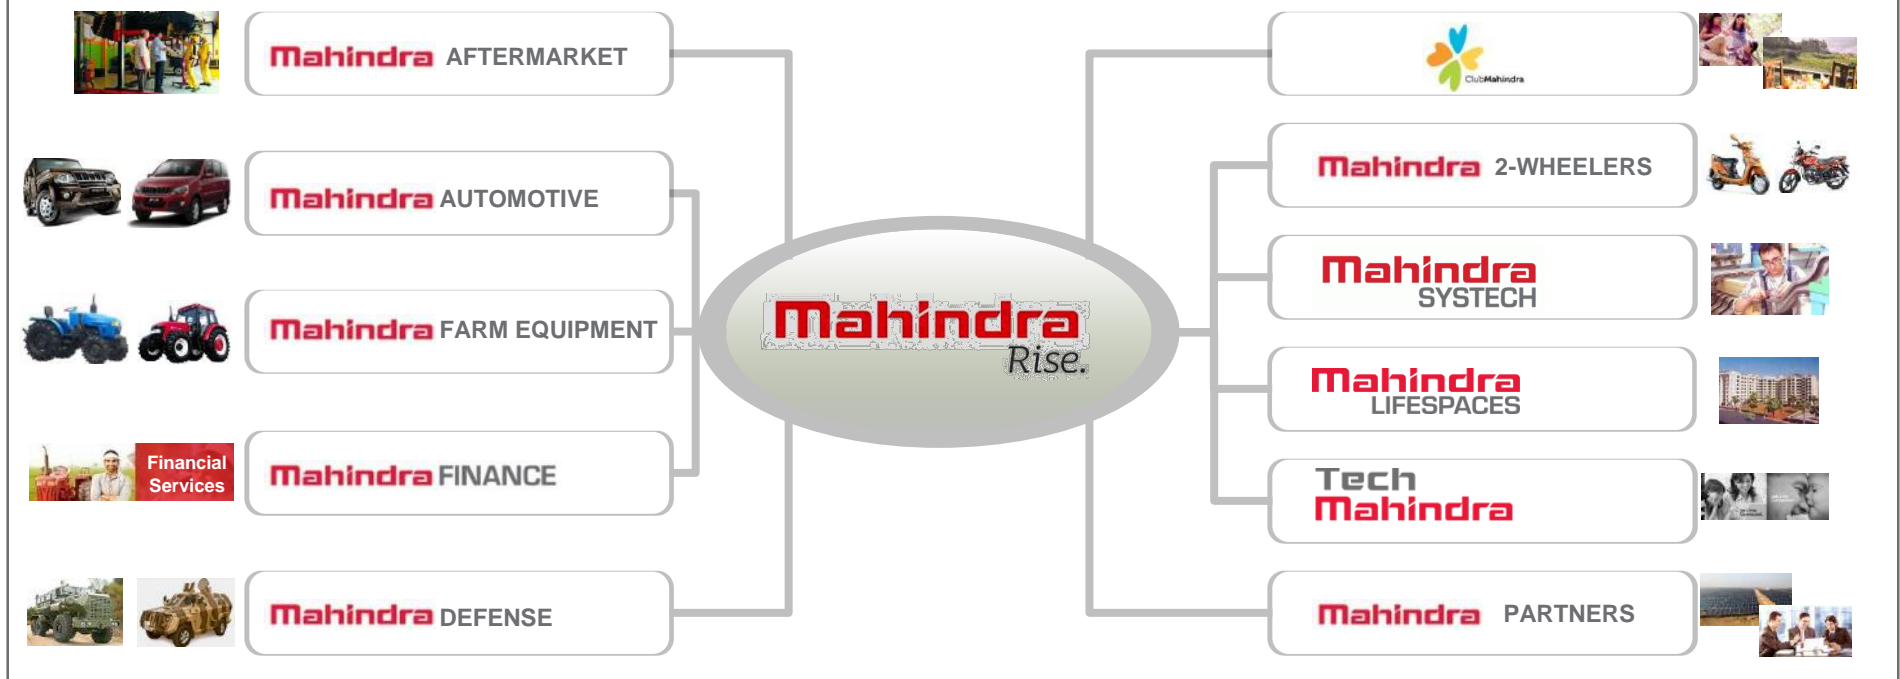 Mahindra AFTERMARKET
Mahindra AUTOMOTIVE
Mahindra FARM EQUIPMENT
Financial
Services
Mahindra FINANCE
Mahindra DEFENSE
Mahindra
Rise.
ClubMahindra
Mahindra 2-WHEELERS
Mahindra
SYSTECH
Mahindra
LIFESPACES
Tech
Mahindra
Mahindra PARTNERS